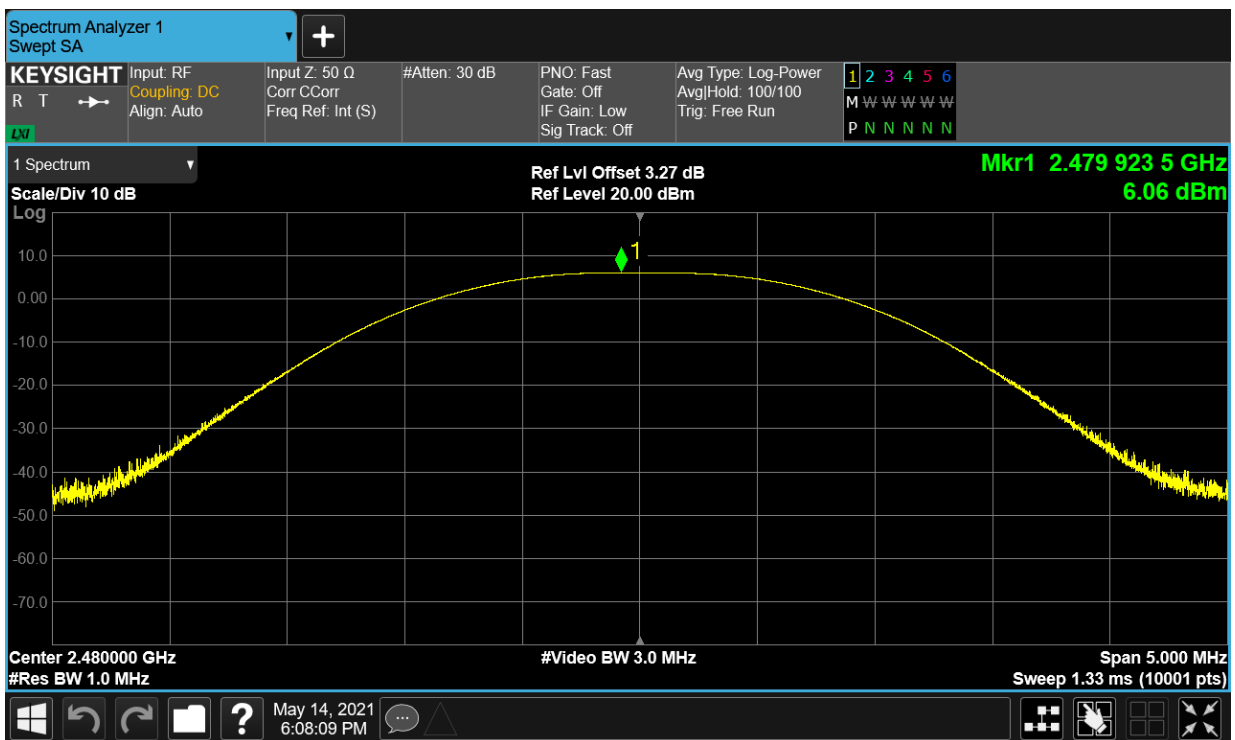 Spectrum Analyzer 1
Swept SA
KEYSIGHT
R T
LXI
Input: RF
Coupling: DC
Align: Auto
Input Z: 50 Ω
Corr CCorr
Freq Ref: Int (S)
#Atten: 30 dB
PNO: Fast
Gate: Off
IF Gain: Low
Sig Track: Off
Avg Type: Log-Power
Avg|Hold: 100/100
Trig: Free Run
1 2 3 4 5 6
M W W W W W
P N N N N N
1 Spectrum
Scale/Div 10 dB
Log
Ref Lvl Offset 3.27 dB
Ref Level 20.00 dBm
Mkr1 2.479 923 5 GHz
6.06 dBm
1
10.0
0.00
-10.0
-20.0
-30.0
-40.0
-50.0
-60.0
-70.0
Center 2.480000 GHz
#Res BW 1.0 MHz
#Video BW 3.0 MHz
Span 5.000 MHz
Sweep 1.33 ms (10001 pts)
?
May 14, 2021
6:08:09 PM